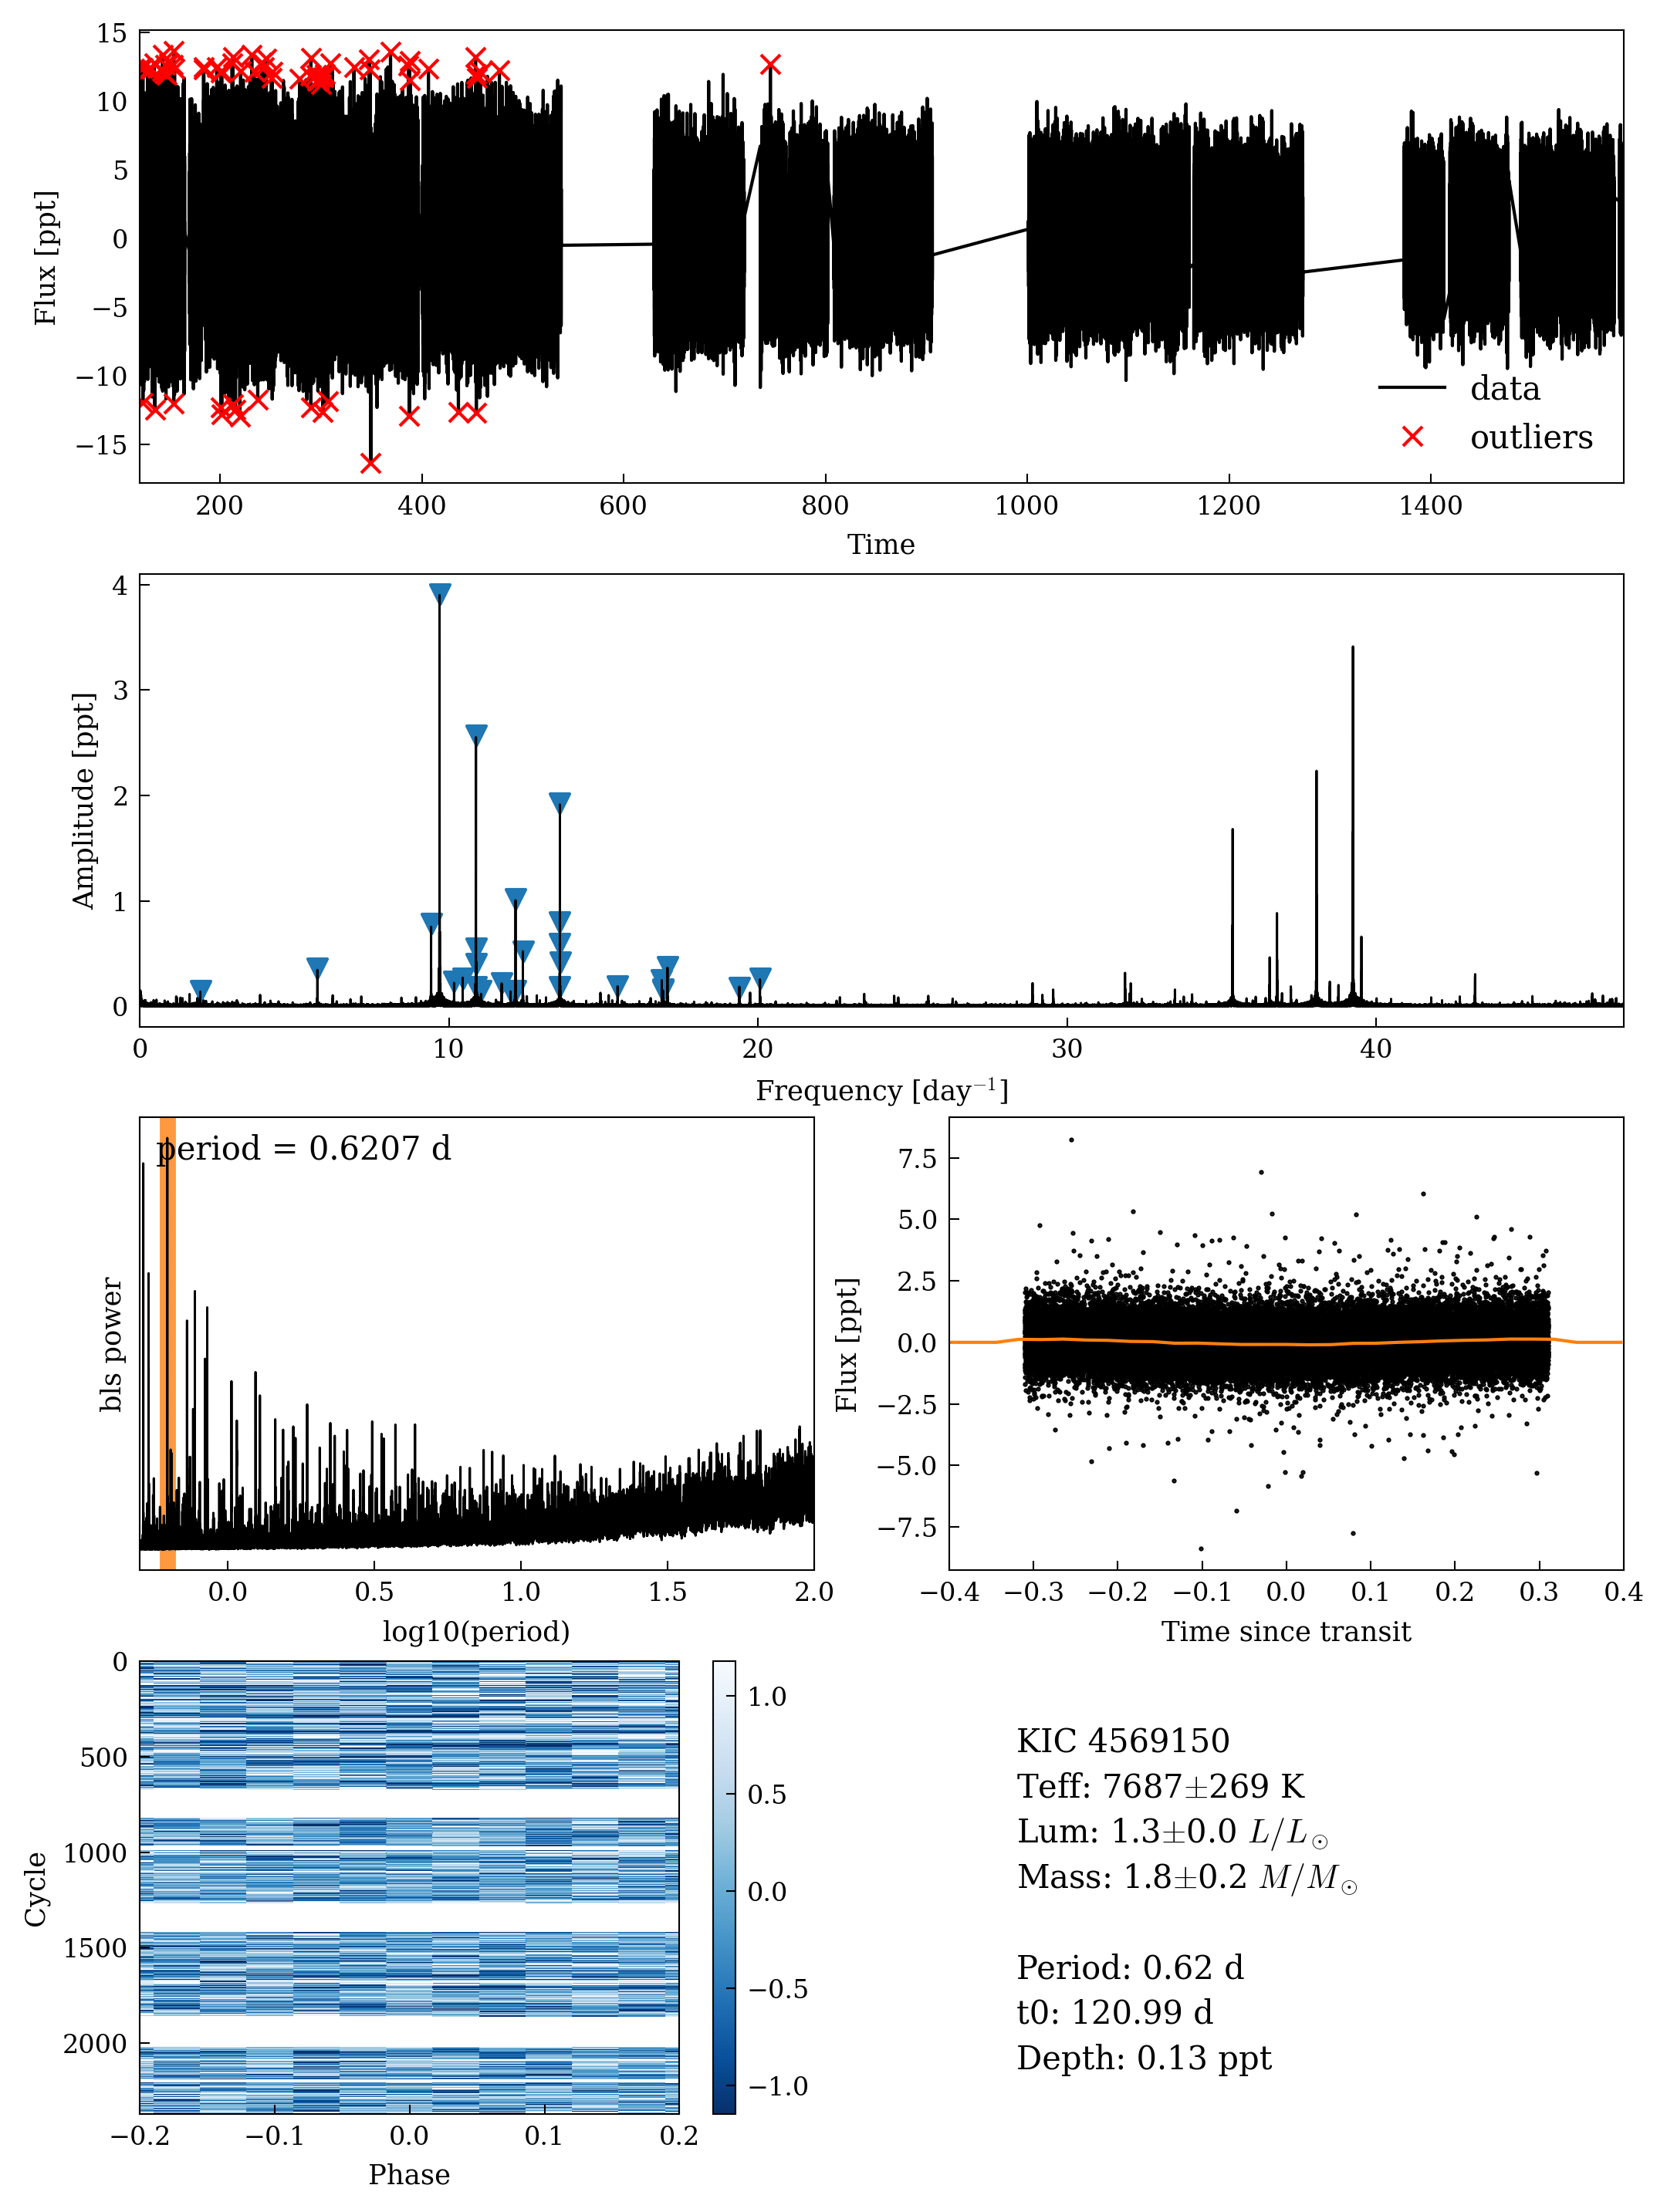 15
10
5
0
−5
−10
−15
Flux [ppt]
data
outliers
200 400 600 800 1000 1200 1400
Time
4
3
2
1
0
Amplitude [ppt]
0 10 20 30 40
Frequency [day⁻¹]
period = 0.6207 d
bls power
0.0 0.5 1.0 1.5 2.0
log10(period)
7.5
5.0
2.5
0.0
−2.5
−5.0
−7.5
Flux [ppt]
−0.4 −0.3 −0.2 −0.1 0.0 0.1 0.2 0.3 0.4
Time since transit
0
500
1000
1500
2000
Cycle
−0.2 −0.1 0.0 0.1 0.2
Phase
1.0
0.5
0.0
−0.5
−1.0
KIC 4569150
Teff: 7687±269 K
Lum: 1.3±0.0 L/L⊙
Mass: 1.8±0.2 M/M⊙
Period: 0.62 d
t0: 120.99 d
Depth: 0.13 ppt